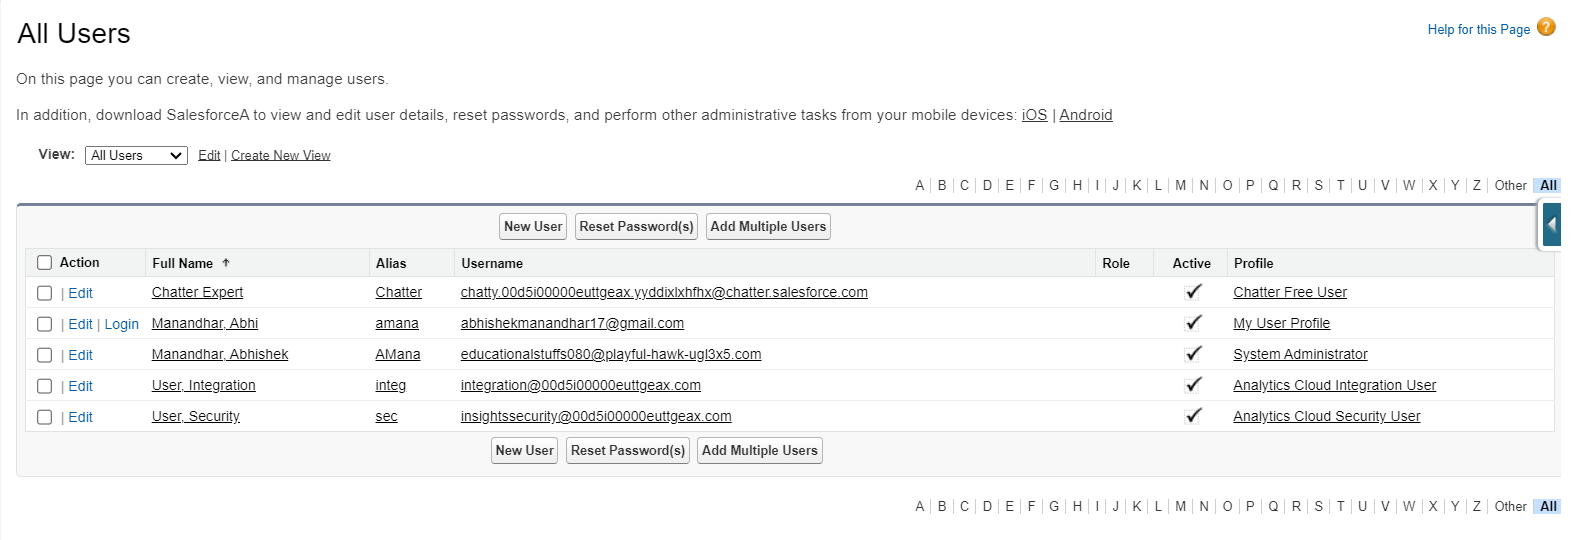 All Users
Help for this Page ?
On this page you can create, view, and manage users.
In addition, download SalesforceA to view and edit user details, reset passwords, and perform other administrative tasks from your mobile devices: iOS | Android
View: All Users Edit | Create New View
A | B | C | D | E | F | G | H | I | J | K | L | M | N | O | P | Q | R | S | T | U | V | W | X | Y | Z | Other | All
New User Reset Password(s) Add Multiple Users
Action Full Name ↑ Alias Username Role Active Profile
| Edit Chatter Expert Chatter chatty.00d5i00000euttgeax.yyddixlxhfhx@chatter.salesforce.com Chatter Free User
| Edit | Login Manandhar, Abhi amana abhishekmanandhar17@gmail.com My User Profile
| Edit Manandhar, Abhishek AMana educationalstuffs080@playful-hawk-ugl3x5.com System Administrator
| Edit User, Integration integ integration@00d5i00000euttgeax.com Analytics Cloud Integration User
| Edit User, Security sec insightssecurity@00d5i00000euttgeax.com Analytics Cloud Security User
New User Reset Password(s) Add Multiple Users
A | B | C | D | E | F | G | H | I | J | K | L | M | N | O | P | Q | R | S | T | U | V | W | X | Y | Z | Other | All